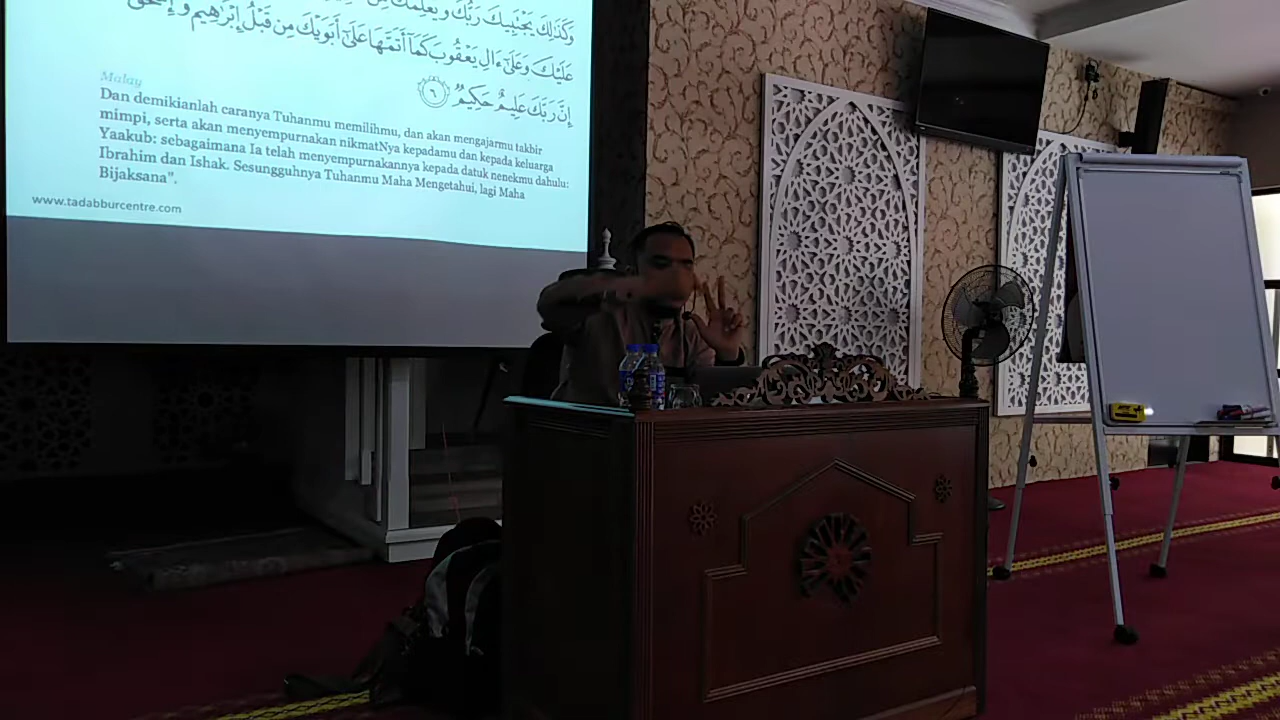 وَكَذَٰلِكَ يَجْتَبِيكَ رَبُّكَ وَيُعَلِّمُكَ مِن
عَلَيْكَ وَعَلَىٰٓ ءَالِ يَعْقُوبَ كَمَآ أَتَمَّهَا عَلَىٰٓ أَبَوَيْكَ مِن قَبْلُ إِبْرَٰهِيمَ وَإِسْحَٰقَ
إِنَّ رَبَّكَ عَلِيمٌ حَكِيمٌ ٦
Malay
Dan demikianlah caranya Tuhanmu memilihmu, dan akan mengajarmu takbir
mimpi, serta akan menyempurnakan nikmatNya kepadamu dan kepada keluarga
Yaakub: sebagaimana Ia telah menyempurnakannya kepada datuk nenekmu dahulu:
Ibrahim dan Ishak. Sesungguhnya Tuhanmu Maha Mengetahui, lagi Maha
Bijaksana".
www.tadabburcentre.com